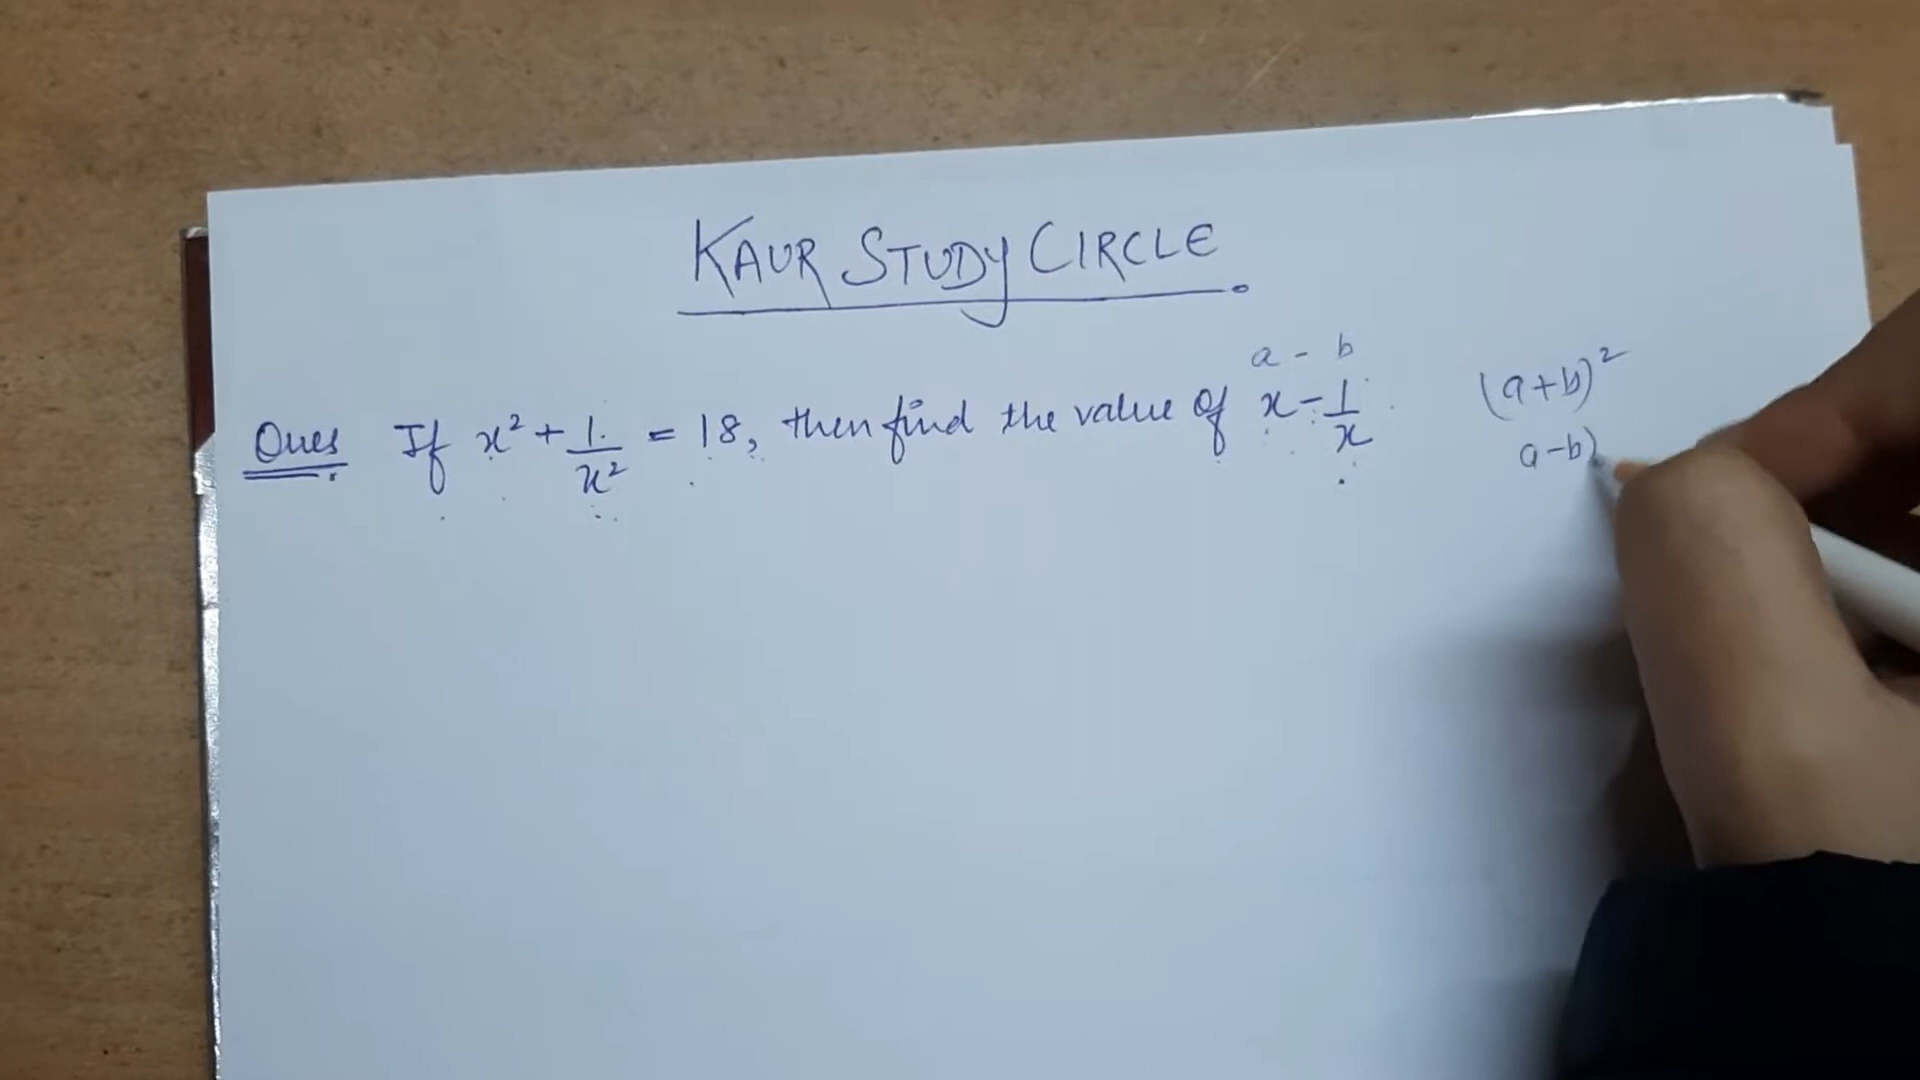 KAUR STUDY CIRCLE
a - b
Ques If x² + 1/x² = 18, then find the value of x - 1/x
(a+b)²
a-b)